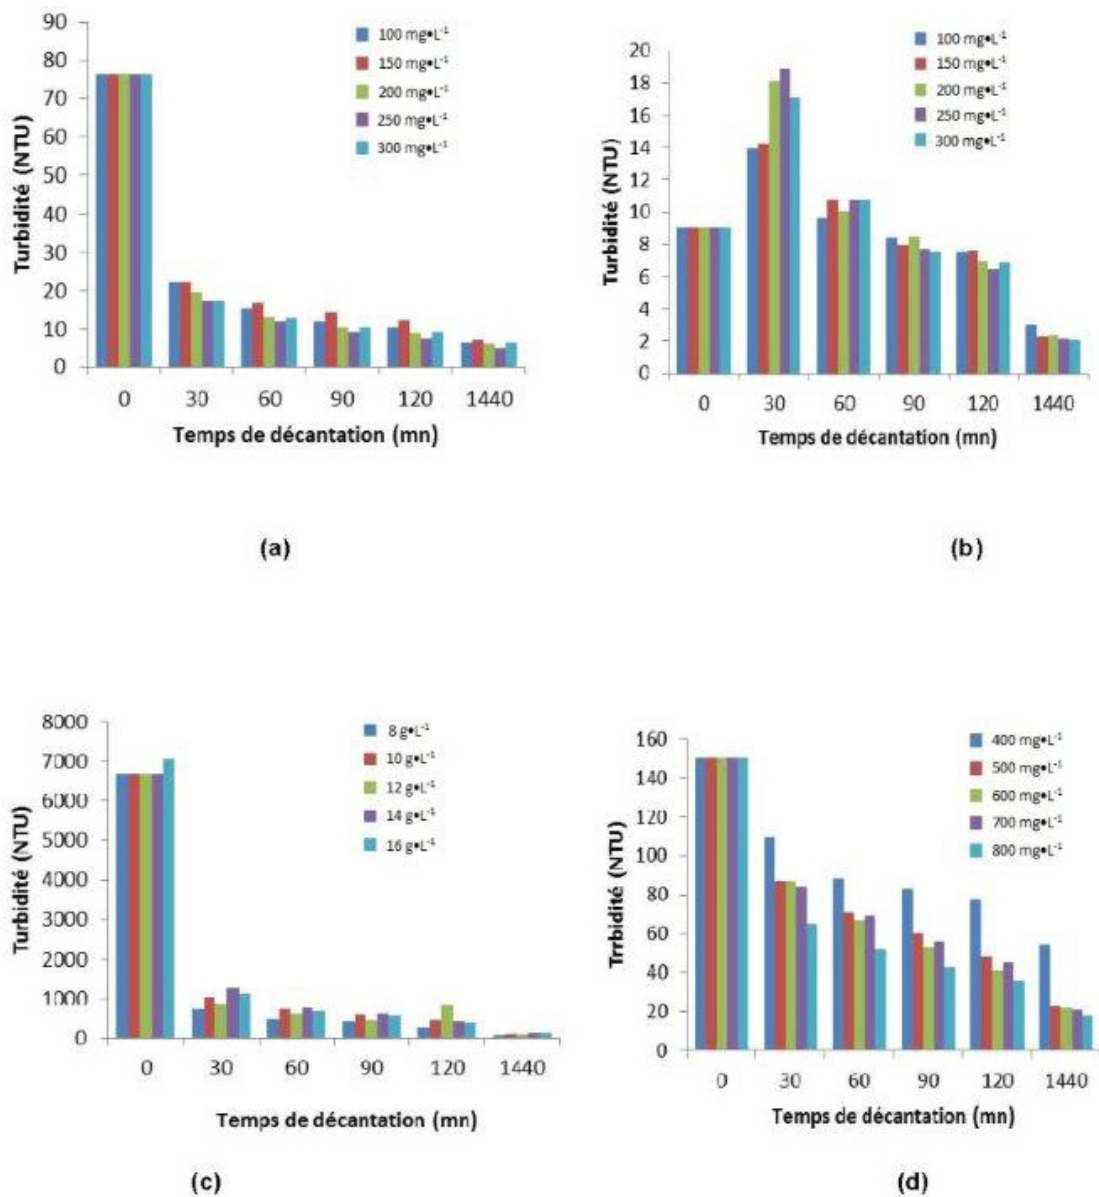 Turbidité (NTU)
90
80
70
60
50
40
30
20
10
0
100 mg•L⁻¹
150 mg•L⁻¹
200 mg•L⁻¹
250 mg•L⁻¹
300 mg•L⁻¹
0 30 60 90 120 1440
Temps de décantation (mn)
(a)
Turbidité (NTU)
20
18
16
14
12
10
8
6
4
2
0
100 mg•L⁻¹
150 mg•L⁻¹
200 mg•L⁻¹
250 mg•L⁻¹
300 mg•L⁻¹
0 30 60 90 120 1440
Temps de décantation (mn)
(b)
Turbidité (NTU)
8000
7000
6000
5000
4000
3000
2000
1000
0
8 g•L⁻¹
10 g•L⁻¹
12 g•L⁻¹
14 g•L⁻¹
16 g•L⁻¹
0 30 60 90 120 1440
Temps de décantation (mn)
(c)
Trrbidité (NTU)
160
140
120
100
80
60
40
20
0
400 mg•L⁻¹
500 mg•L⁻¹
600 mg•L⁻¹
700 mg•L⁻¹
800 mg•L⁻¹
0 30 60 90 120 1440
Temps de décantation (mn)
(d)